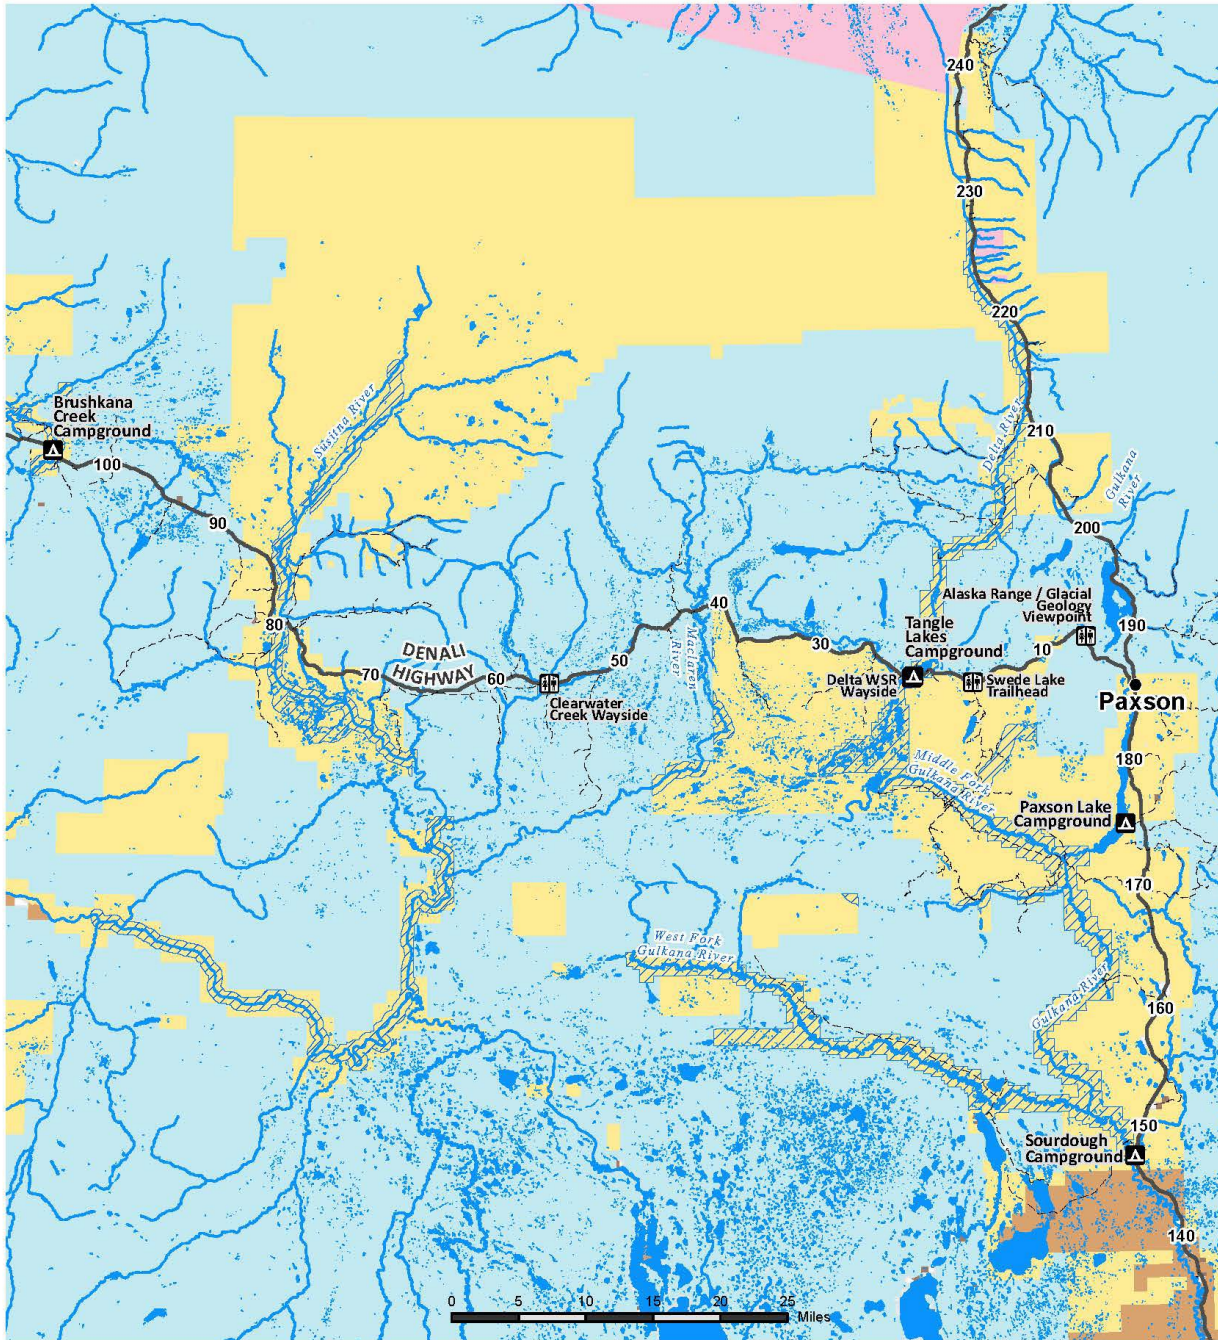 240
230
220
Susitna River
Brushkana
Creek
Campground
Delta River
210
Gulkana
River
100
90
200
Alaska Range / Glacial
Geology
Viewpoint
40
190
80
Tangle
Lakes
Campground
30
10
DENALI
HIGHWAY
Maclaren
River
50
70
60
Delta WSR
Wayside
Swede Lake
Trailhead
Clearwater
Creek Wayside
Paxson
Middle Fork
Gulkana River
180
Paxson Lake
Campground
170
West Fork
Gulkana River
Gulkana River
160
150
Sourdough
Campground
140
0 5 10 15 20 25
Miles